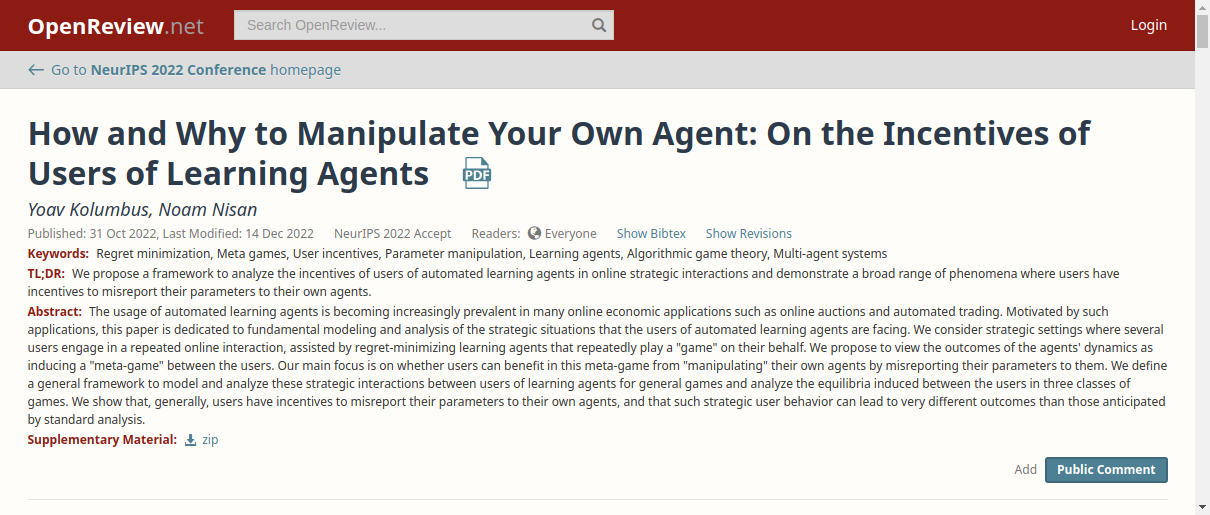 OpenReview.net
Search OpenReview...
Login
← Go to NeurIPS 2022 Conference homepage
How and Why to Manipulate Your Own Agent: On the Incentives of
Users of Learning Agents
PDF
Yoav Kolumbus, Noam Nisan
Published: 31 Oct 2022, Last Modified: 14 Dec 2022 NeurIPS 2022 Accept Readers: Everyone Show Bibtex Show Revisions
Keywords: Regret minimization, Meta games, User incentives, Parameter manipulation, Learning agents, Algorithmic game theory, Multi-agent systems
TL;DR: We propose a framework to analyze the incentives of users of automated learning agents in online strategic interactions and demonstrate a broad range of phenomena where users have
incentives to misreport their parameters to their own agents.
Abstract: The usage of automated learning agents is becoming increasingly prevalent in many online economic applications such as online auctions and automated trading. Motivated by such
applications, this paper is dedicated to fundamental modeling and analysis of the strategic situations that the users of automated learning agents are facing. We consider strategic settings where several
users engage in a repeated online interaction, assisted by regret-minimizing learning agents that repeatedly play a "game" on their behalf. We propose to view the outcomes of the agents' dynamics as
inducing a "meta-game" between the users. Our main focus is on whether users can benefit in this meta-game from "manipulating" their own agents by misreporting their parameters to them. We define
a general framework to model and analyze these strategic interactions between users of learning agents for general games and analyze the equilibria induced between the users in three classes of
games. We show that, generally, users have incentives to misreport their parameters to their own agents, and that such strategic user behavior can lead to very different outcomes than those anticipated
by standard analysis.
Supplementary Material: zip
Add Public Comment